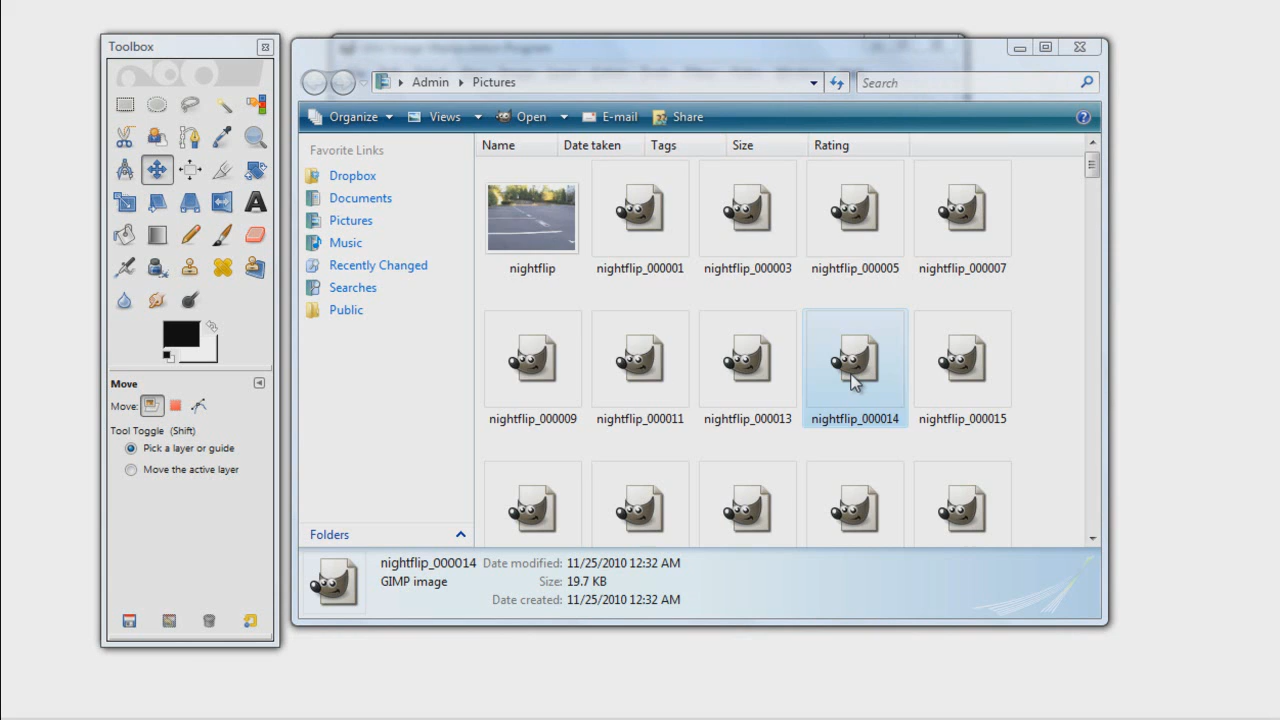 Toolbox
Move
Move:
Tool Toggle (Shift)
Pick a layer or guide
Move the active layer
Admin Pictures
Search
Organize Views Open E-mail Share
Favorite Links
Dropbox
Documents
Pictures
Music
Recently Changed
Searches
Public
Folders
Name Date taken Tags Size Rating
nightflip nightflip_000001 nightflip_000003 nightflip_000005 nightflip_000007
nightflip_000009 nightflip_000011 nightflip_000013 nightflip_000014 nightflip_000015
nightflip_000014 Date modified: 11/25/2010 12:32 AM
GIMP image Size: 19.7 KB
Date created: 11/25/2010 12:32 AM